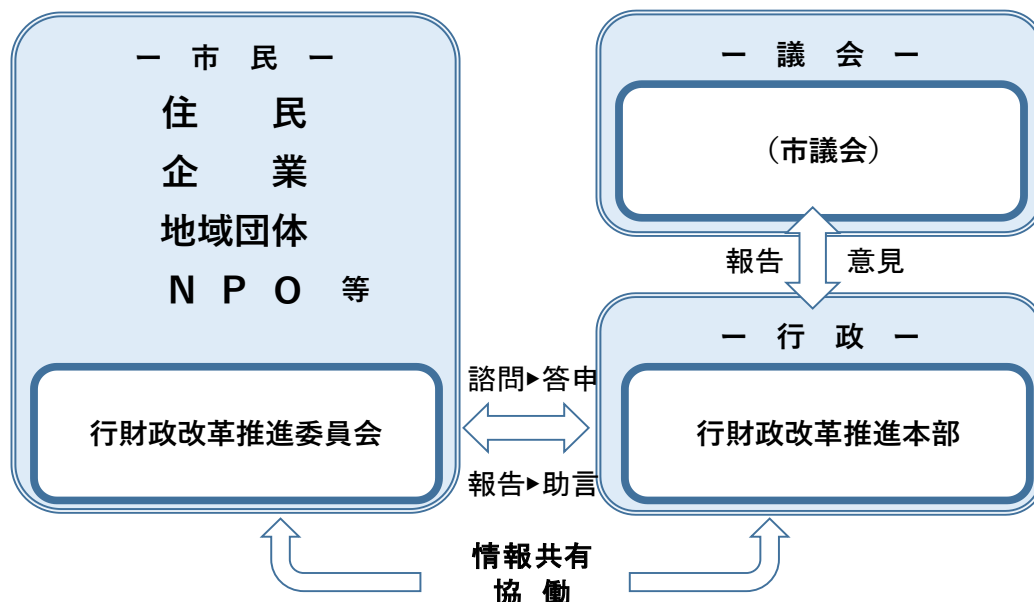 ー 市 民 ー
住 民
企 業
地域団体
N P O 等
行財政改革推進委員会
諮問▶答申
報告▶助言
ー 議 会 ー
（市議会）
報告 意見
ー 行 政 ー
行財政改革推進本部
情報共有
協 働